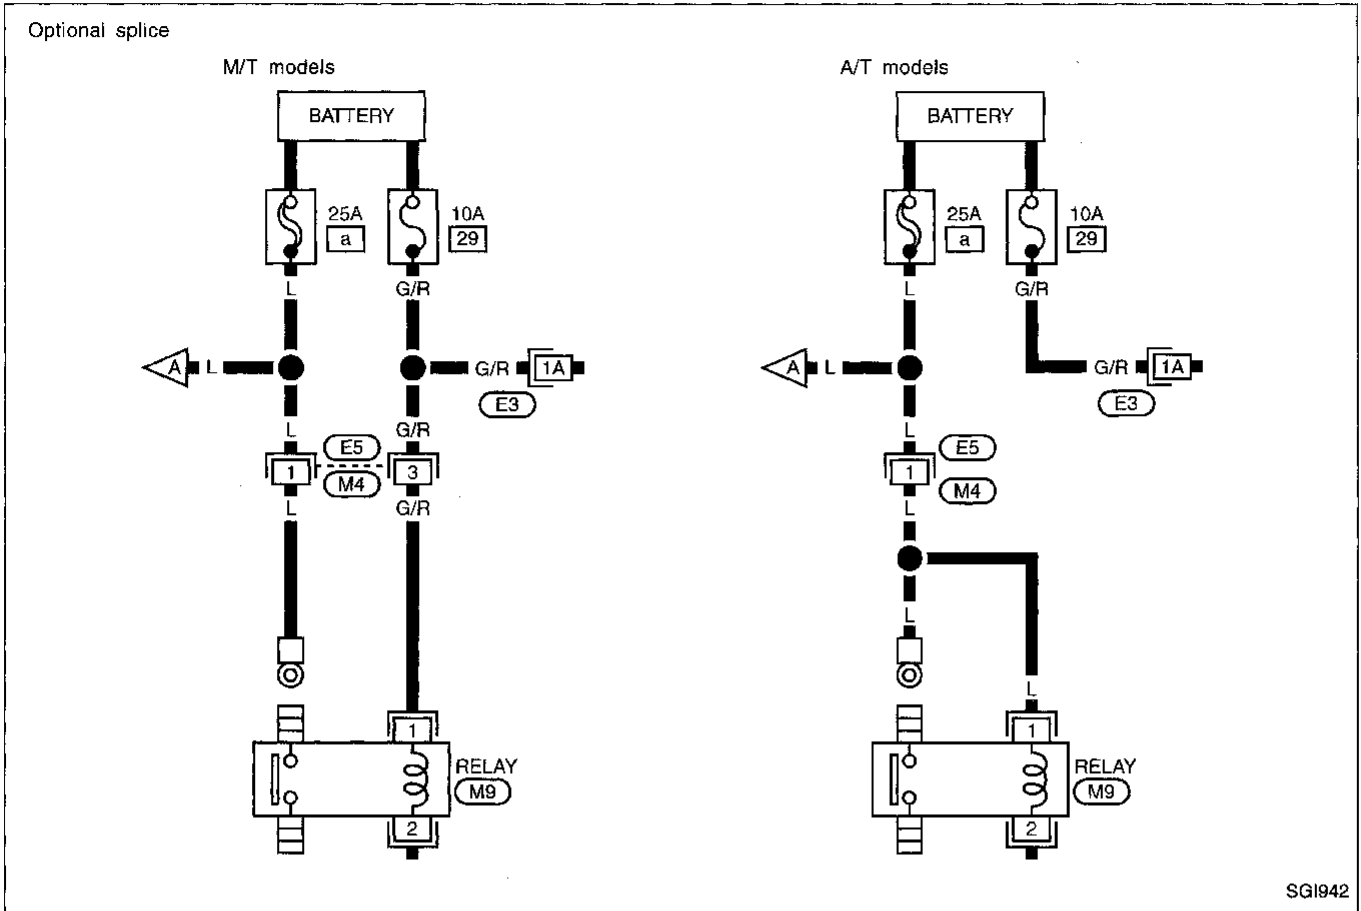 Optional splice
M/T models
BATTERY
25A
a
10A
29
L
G/R
A
L
G/R
1A
E3
L
G/R
E5
1
3
M4
L
G/R
1
RELAY
M9
2
A/T models
BATTERY
25A
a
10A
29
L
G/R
A
L
G/R
1A
E3
L
E5
1
M4
L
L
L
1
RELAY
M9
2
SGI942